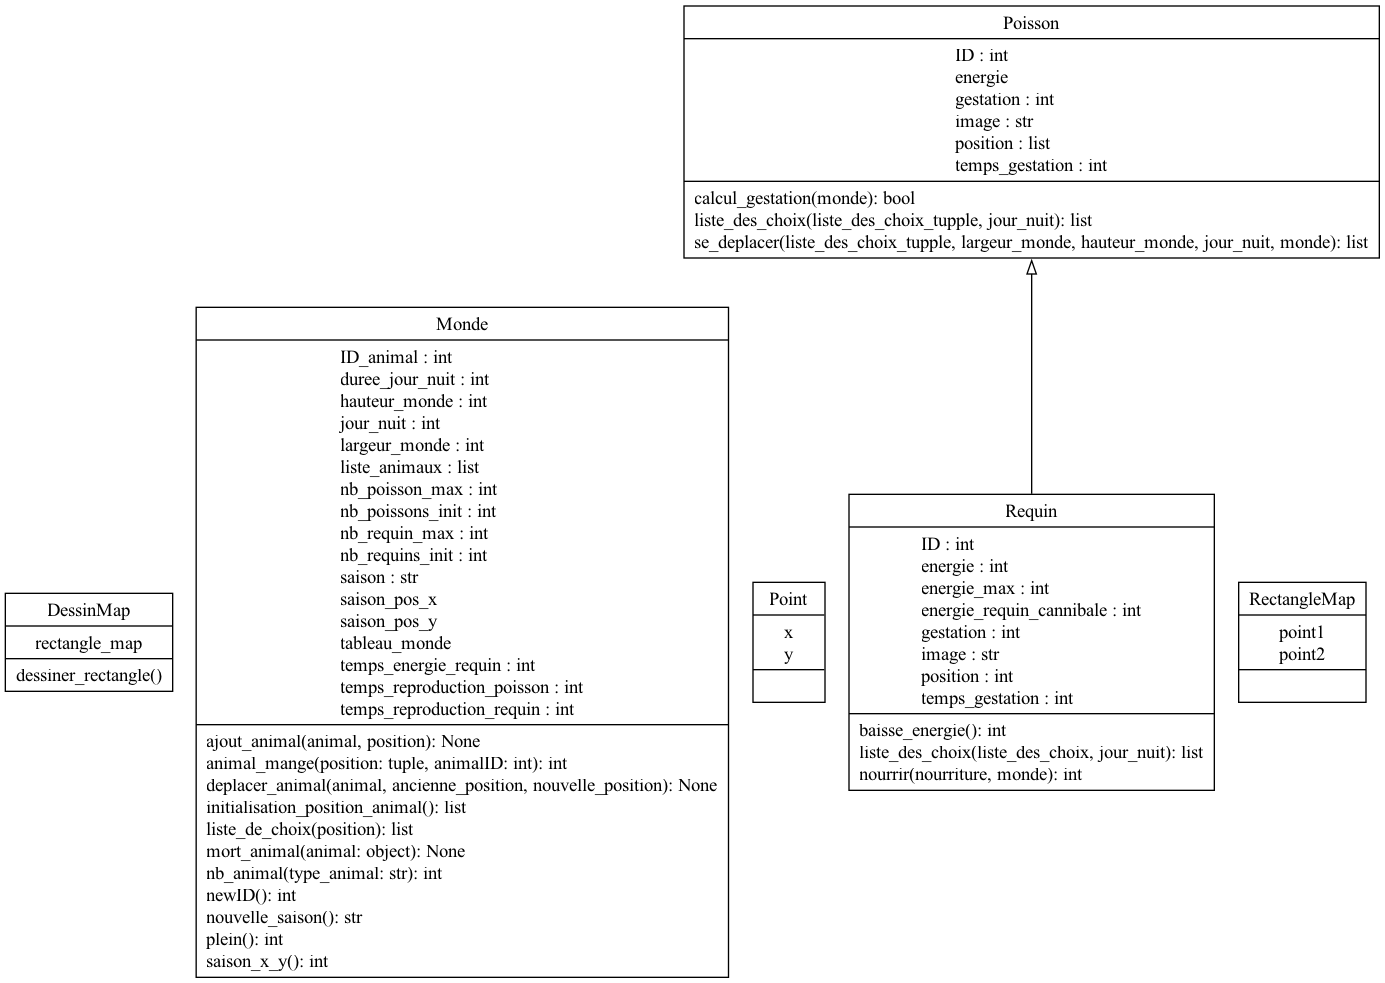 Poisson
ID : int
energie
gestation : int
image : str
position : list
temps_gestation : int
calcul_gestation(monde): bool
liste_des_choix(liste_des_choix_tupple, jour_nuit): list
se_deplacer(liste_des_choix_tupple, largeur_monde, hauteur_monde, jour_nuit, monde): list
DessinMap
rectangle_map
dessiner_rectangle()
Monde
ID_animal : int
duree_jour_nuit : int
hauteur_monde : int
jour_nuit : int
largeur_monde : int
liste_animaux : list
nb_poisson_max : int
nb_poissons_init : int
nb_requin_max : int
nb_requins_init : int
saison : str
saison_pos_x
saison_pos_y
tableau_monde
temps_energie_requin : int
temps_reproduction_poisson : int
temps_reproduction_requin : int
ajout_animal(animal, position): None
animal_mange(position: tuple, animalID: int): int
deplacer_animal(animal, ancienne_position, nouvelle_position): None
initialisation_position_animal(): list
liste_de_choix(position): list
mort_animal(animal: object): None
nb_animal(type_animal: str): int
newID(): int
nouvelle_saison(): str
plein(): int
saison_x_y(): int
Point
x
y
Requin
ID : int
energie : int
energie_max : int
energie_requin_cannibale : int
gestation : int
image : str
position : int
temps_gestation : int
baisse_energie(): int
liste_des_choix(liste_des_choix, jour_nuit): list
nourrir(nourriture, monde): int
RectangleMap
point1
point2